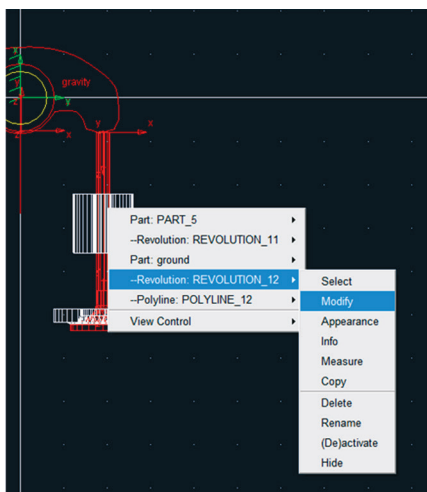 x
gravity
y
y
x
x
Part: PART_5
--Revolution: REVOLUTION_11
Part: ground
--Revolution: REVOLUTION_12
--Polyline: POLYLINE_12
View Control
Select
Modify
Appearance
Info
Measure
Copy
Delete
Rename
(De)activate
Hide